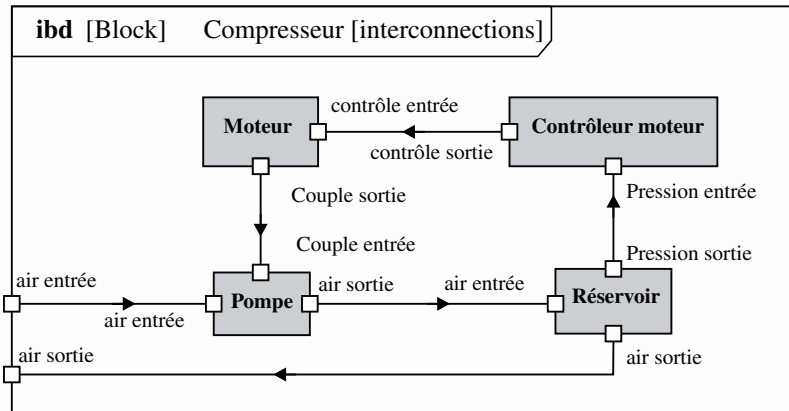 ibd [Block] Compresseur [interconnections]
contrôle entrée
Moteur
Contrôleur moteur
contrôle sortie
Couple sortie
Pression entrée
Couple entrée
Pression sortie
air entrée
air sortie
air entrée
Pompe
Réservoir
air entrée
air sortie
air sortie